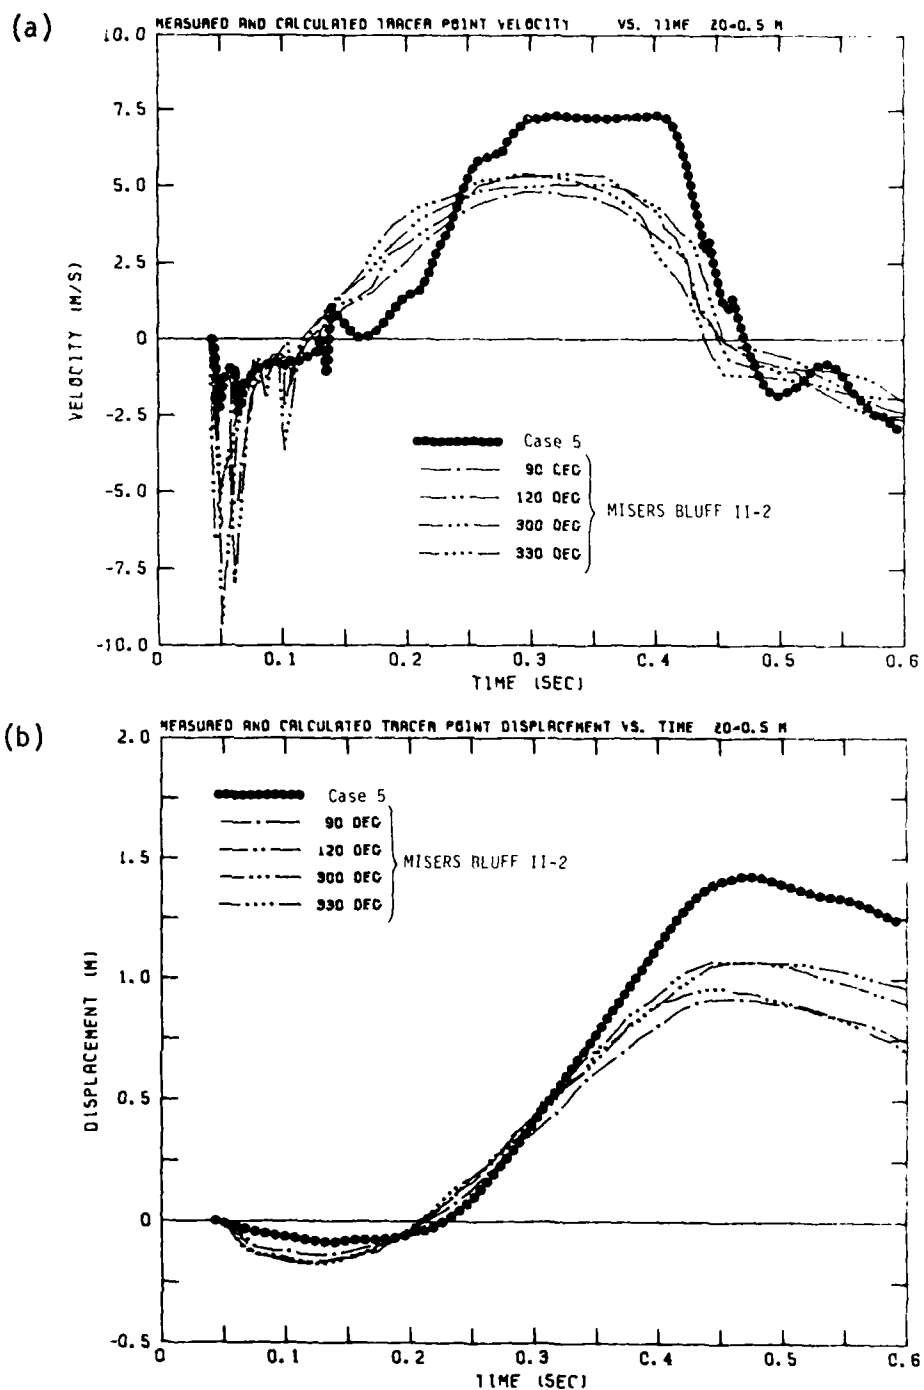 (a)
MEASURED AND CALCULATED TRACER POINT VELOCITY VS. TIME Z0=0.5 M
10.0
7.5
5.0
2.5
0
-2.5
-5.0
-7.5
-10.0
VELOCITY (M/S)
Case 5
90 DEG
120 DEG
300 DEG
330 DEG
MISERS BLUFF II-2
0 0.1 0.2 0.3 0.4 0.5 0.6
TIME (SEC)
(b)
MEASURED AND CALCULATED TRACER POINT DISPLACMENT VS. TIME Z0=0.5 M
2.0
1.5
1.0
0.5
0
-0.5
DISPLACEMENT (M)
Case 5
90 DEG
120 DEG
300 DEG
330 DEG
MISERS BLUFF II-2
0 0.1 0.2 0.3 0.4 0.5 0.6
TIME (SEC)